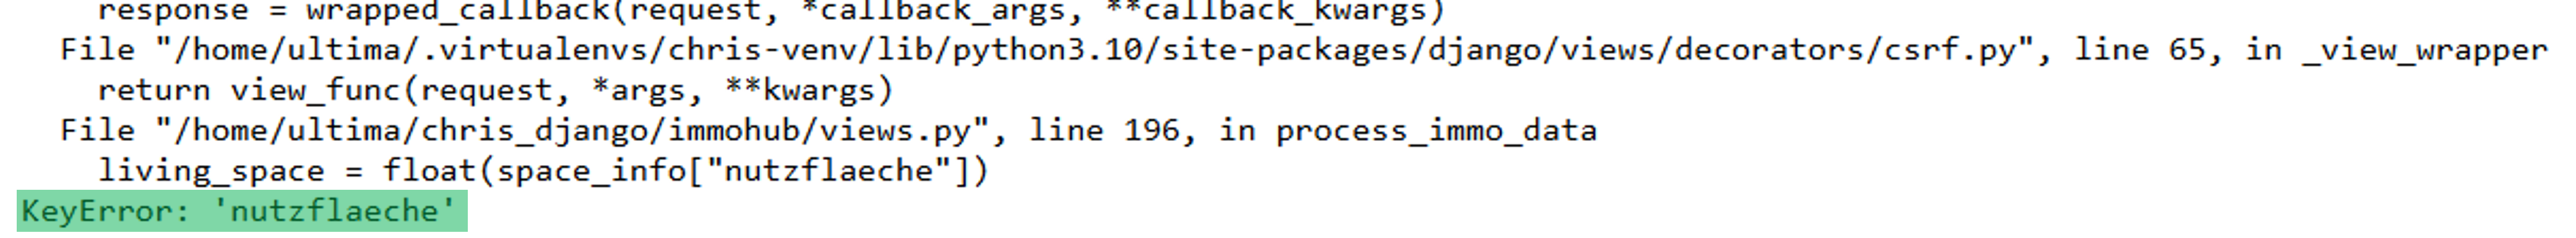 response = wrapped_callback(request, *callback_args, **callback_kwargs)
File "/home/ultima/.virtualenvs/chris-venv/lib/python3.10/site-packages/django/views/decorators/csrf.py", line 65, in _view_wrapper
return view_func(request, *args, **kwargs)
File "/home/ultima/chris_django/immohub/views.py", line 196, in process_immo_data
living_space = float(space_info["nutzflaeche"])
KeyError: 'nutzflaeche'